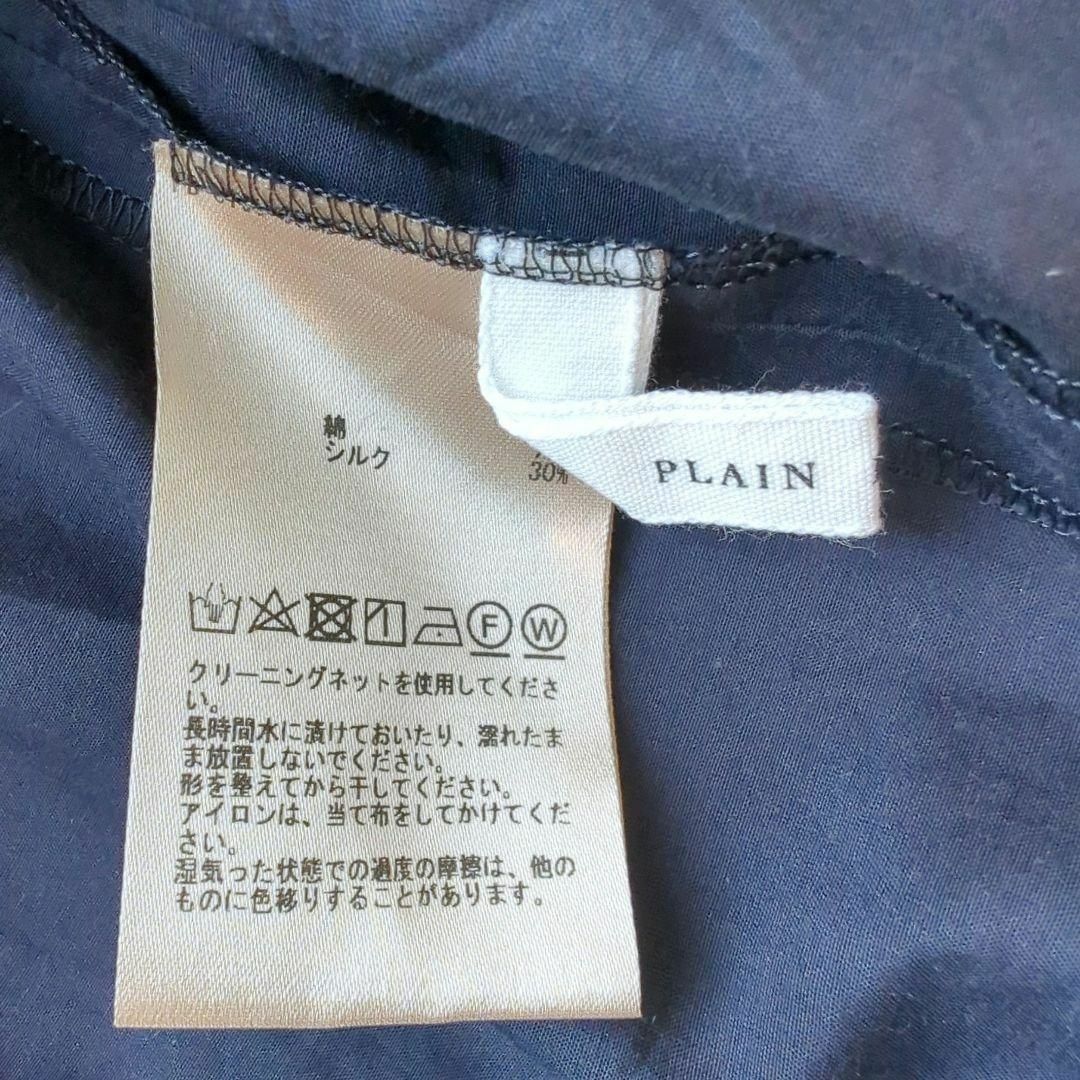 綿
シルク 30%
PLAIN
F W
クリーニングネットを使用してくださ
い。
長時間水に漬けておいたり、濡れたま
ま放置しないでください。
形を整えてから干してください。
アイロンは、当て布をしてかけてくだ
さい。
湿気った状態での過度の摩擦は、他の
ものに色移りすることがあります。